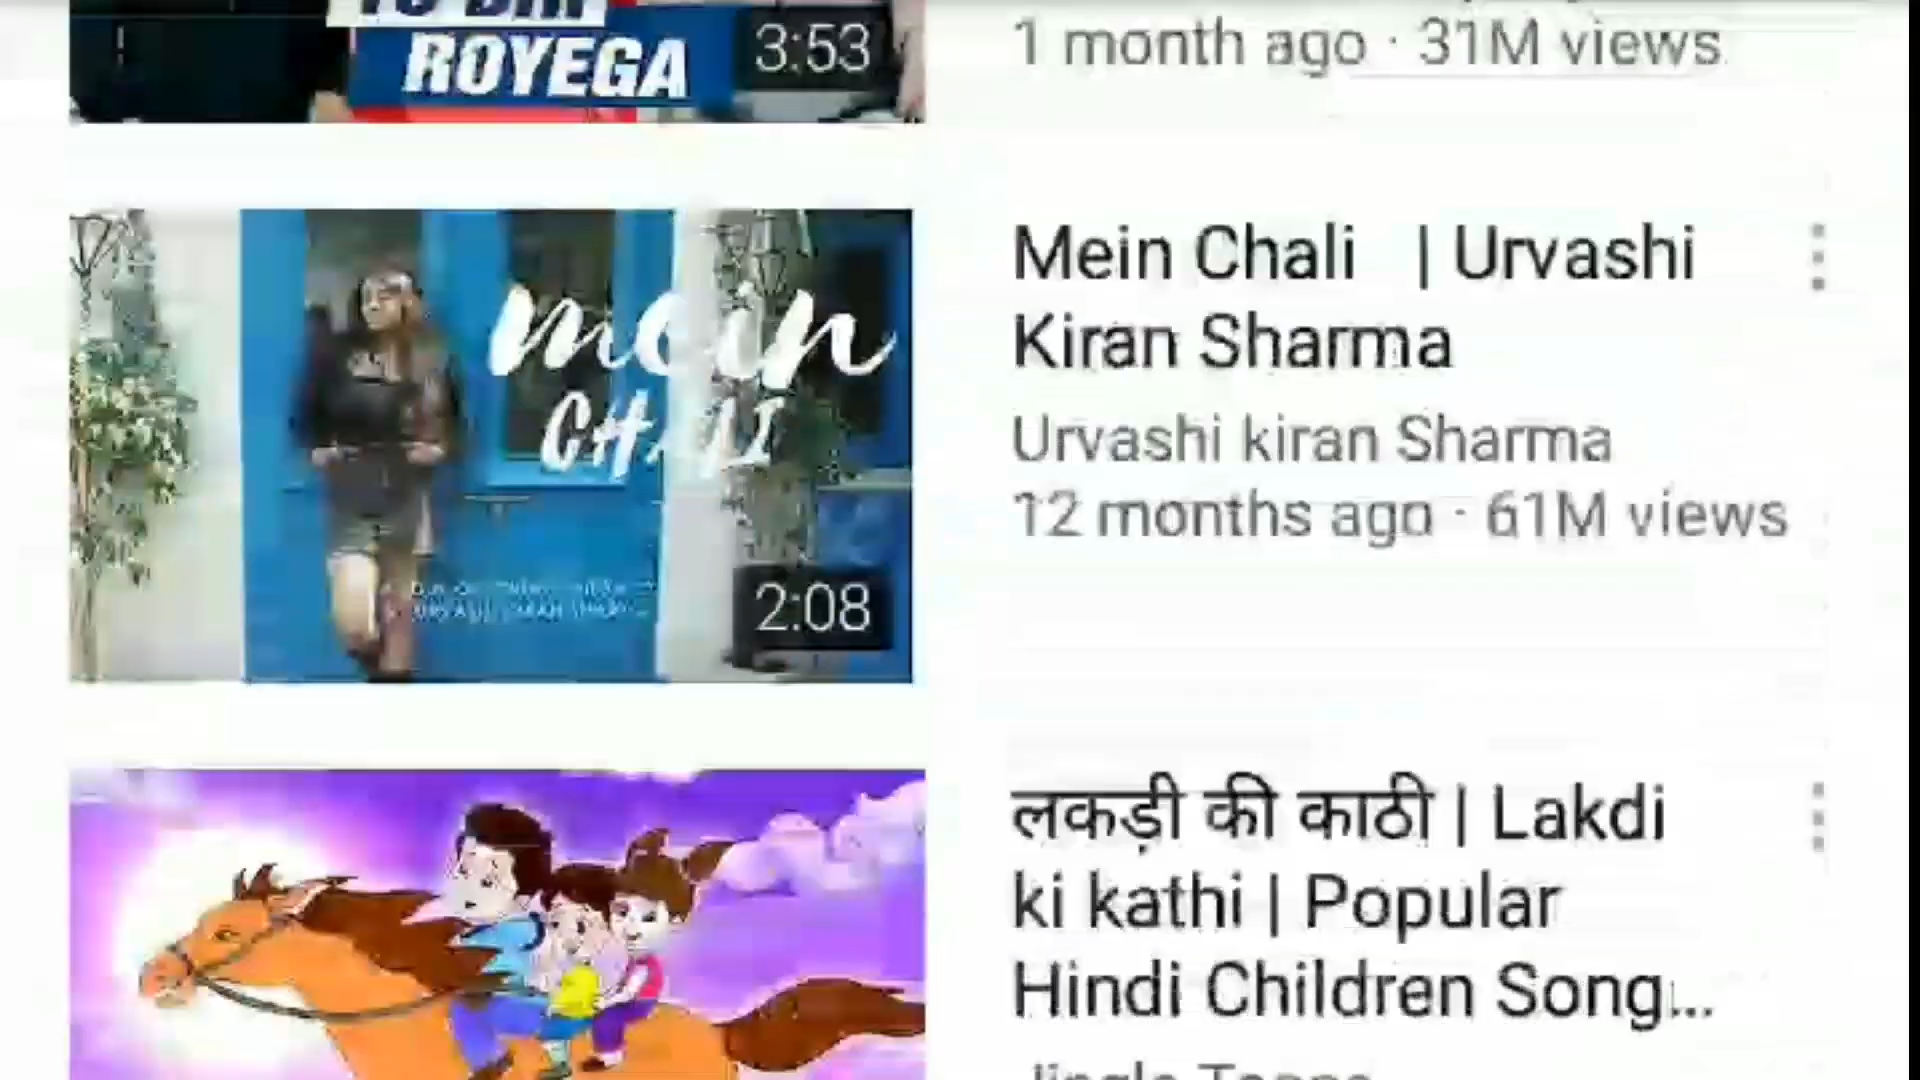 ROYEGA
3:53
1 month ago · 31M views
mein
CHALI
2:08
Mein Chali | Urvashi
Kiran Sharma
Urvashi kiran Sharma
12 months ago · 61M views
लकड़ी की काठी | Lakdi
ki kathi | Popular
Hindi Children Song...